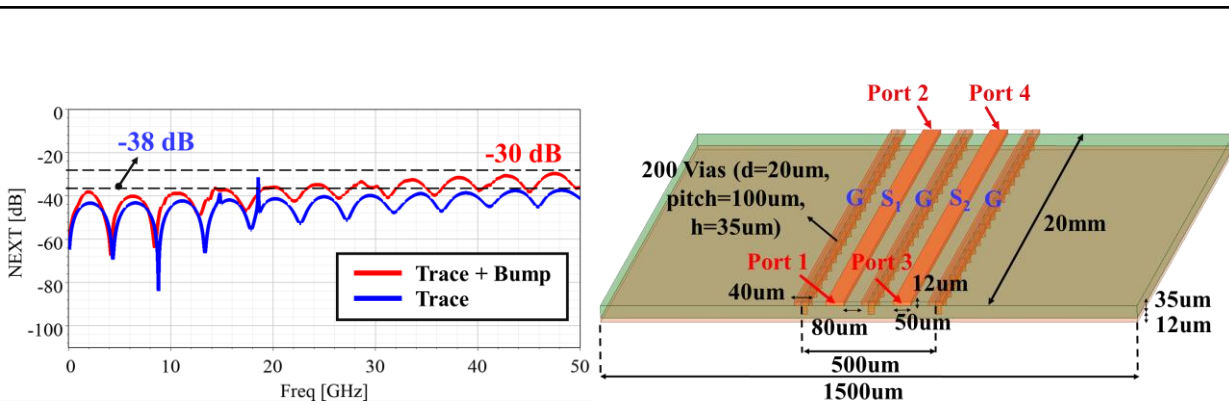 0
-20
-40
-60
-80
-100
NEXT [dB]
-38 dB
-30 dB
Trace + Bump
Trace
0
10
20
30
40
50
Freq [GHz]
Port 2
Port 4
200 Vias (d=20um,
pitch=100um,
h=35um)
G S1 G S2 G
20mm
Port 1
Port 3
12um
40um
80um
50um
35um
12um
500um
1500um